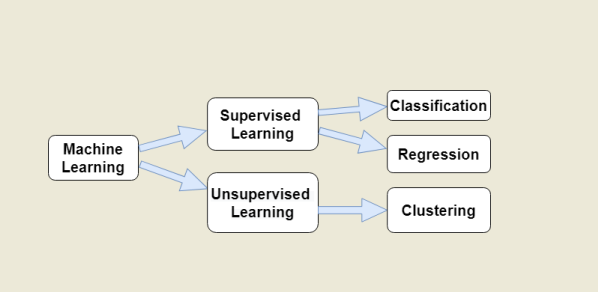 Machine
Learning
Supervised
Learning
Unsupervised
Learning
Classification
Regression
Clustering